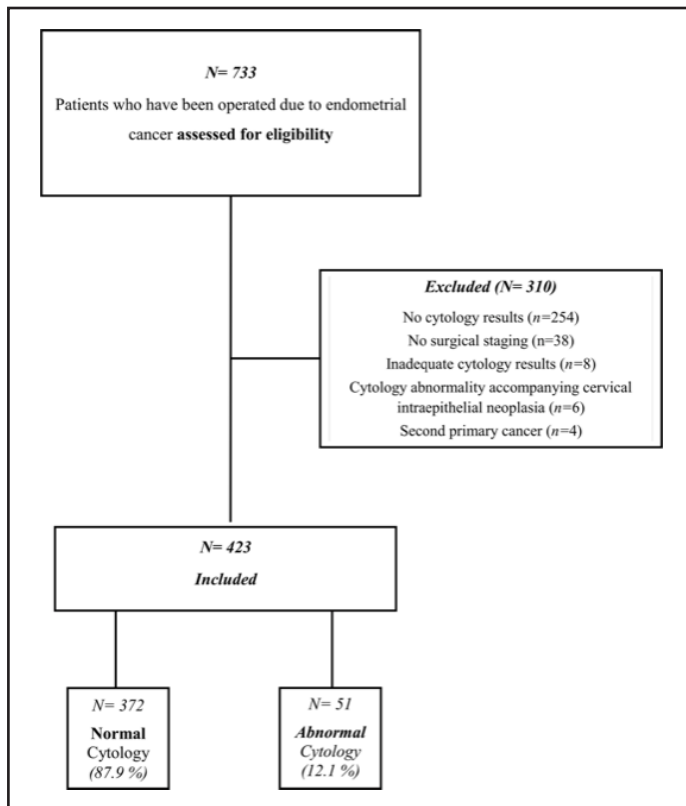 N= 733
Patients who have been operated due to endometrial
cancer assessed for eligibility
Excluded (N= 310)
No cytology results (n=254)
No surgical staging (n=38)
Inadequate cytology results (n=8)
Cytology abnormality accompanying cervical
intraepithelial neoplasia (n=6)
Second primary cancer (n=4)
N= 423
Included
N= 372
Normal
Cytology
(87.9 %)
N= 51
Abnormal
Cytology
(12.1 %)